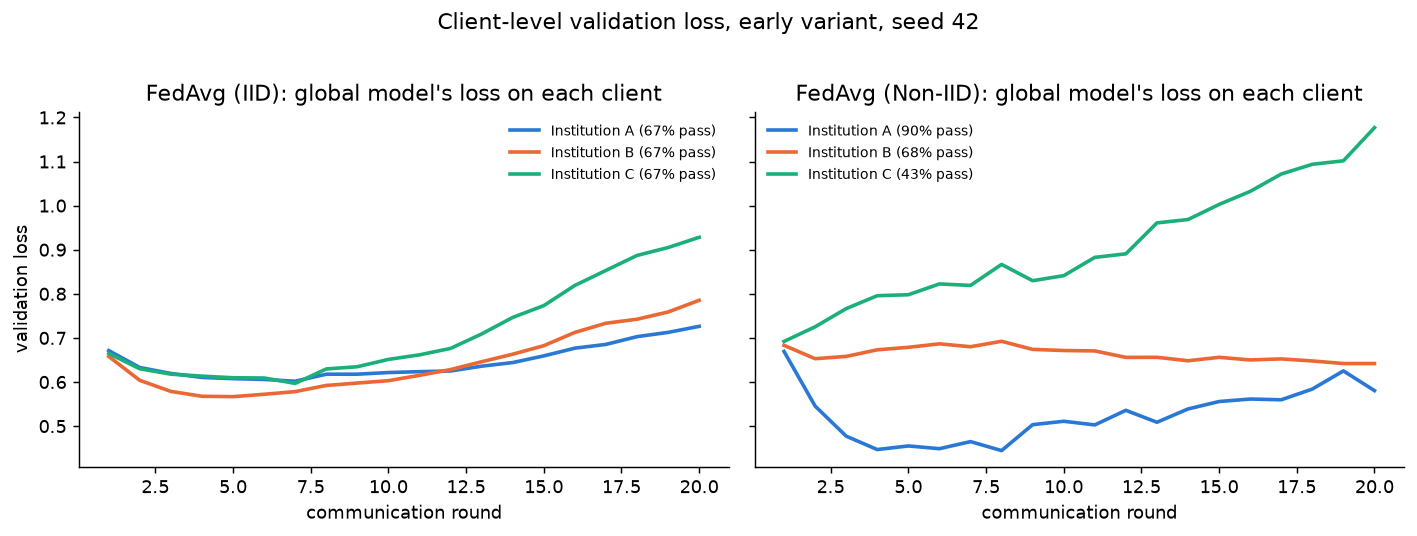 Client-level validation loss, early variant, seed 42
FedAvg (IID): global model's loss on each client
Institution A (67% pass)
Institution B (67% pass)
Institution C (67% pass)
validation loss
1.2
1.1
1.0
0.9
0.8
0.7
0.6
0.5
2.5 5.0 7.5 10.0 12.5 15.0 17.5 20.0
communication round
FedAvg (Non-IID): global model's loss on each client
Institution A (90% pass)
Institution B (68% pass)
Institution C (43% pass)
2.5 5.0 7.5 10.0 12.5 15.0 17.5 20.0
communication round